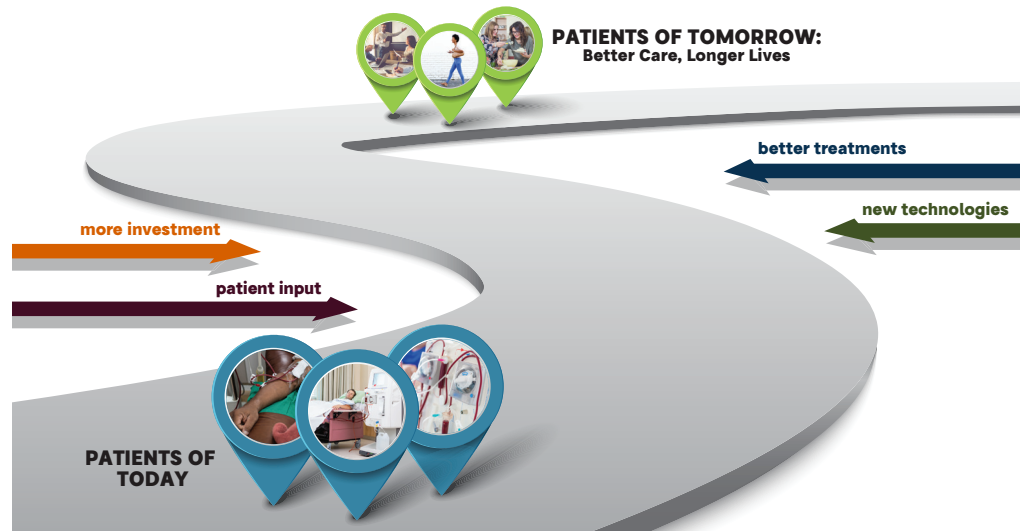 PATIENTS OF TOMORROW:
Better Care, Longer Lives
better treatments
new technologies
more investment
patient input
PATIENTS OF
TODAY